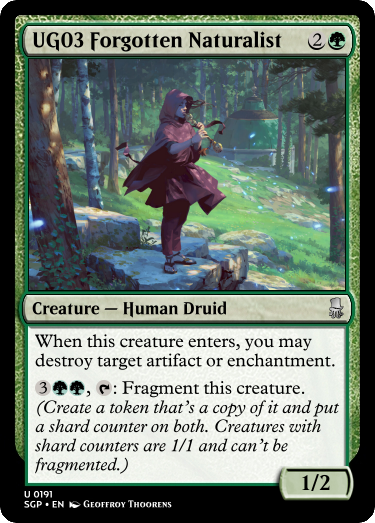 UG03 Forgotten Naturalist 2
Creature — Human Druid
When this creature enters, you may
destroy target artifact or enchantment.
3, : Fragment this creature.
(Create a token that's a copy of it and put
a shard counter on both. Creatures with
shard counters are 1/1 and can't be
fragmented.)
1/2
U 0191
SGP • EN Geoffroy Thoorens